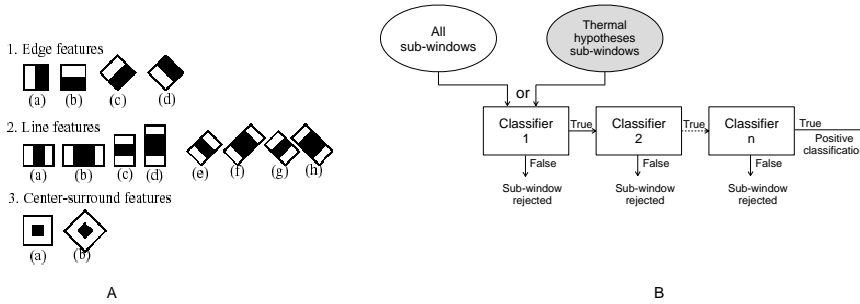 1. Edge features
(a) (b) (c) (d)
2. Line features
(a) (b) (c) (d) (e) (f) (g) (h)
3. Center-surround features
(a) (b)
A
All
sub-windows
Thermal
hypotheses
sub-windows
or
Classifier
1
True
Classifier
2
True
Classifier
n
True
Positive
classification
False
Sub-window
rejected
False
Sub-window
rejected
False
Sub-window
rejected
B